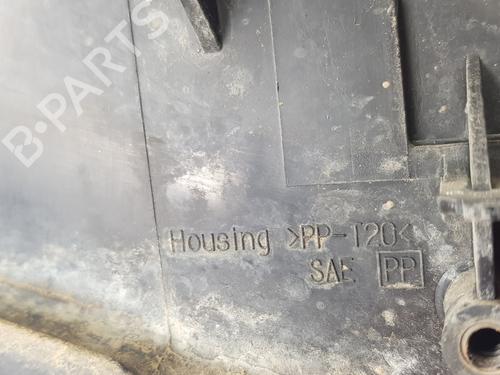 B-PARTS
Housing >PP-T20<
SAE PP